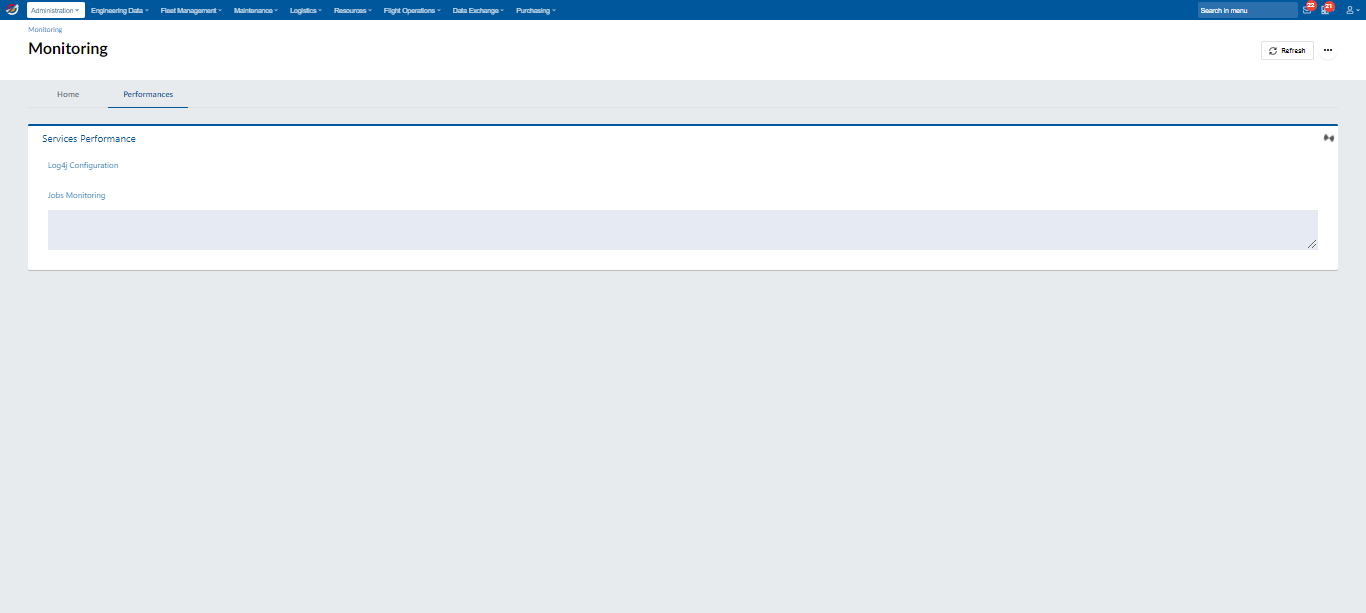 Administration Engineering Data Fleet Management Maintenance Logistics Resources Flight Operations Data Exchange Purchasing Search in menu 22 21
Monitoring
Monitoring
Refresh
Home Performances
Services Performance
Log4j Configuration
Jobs Monitoring